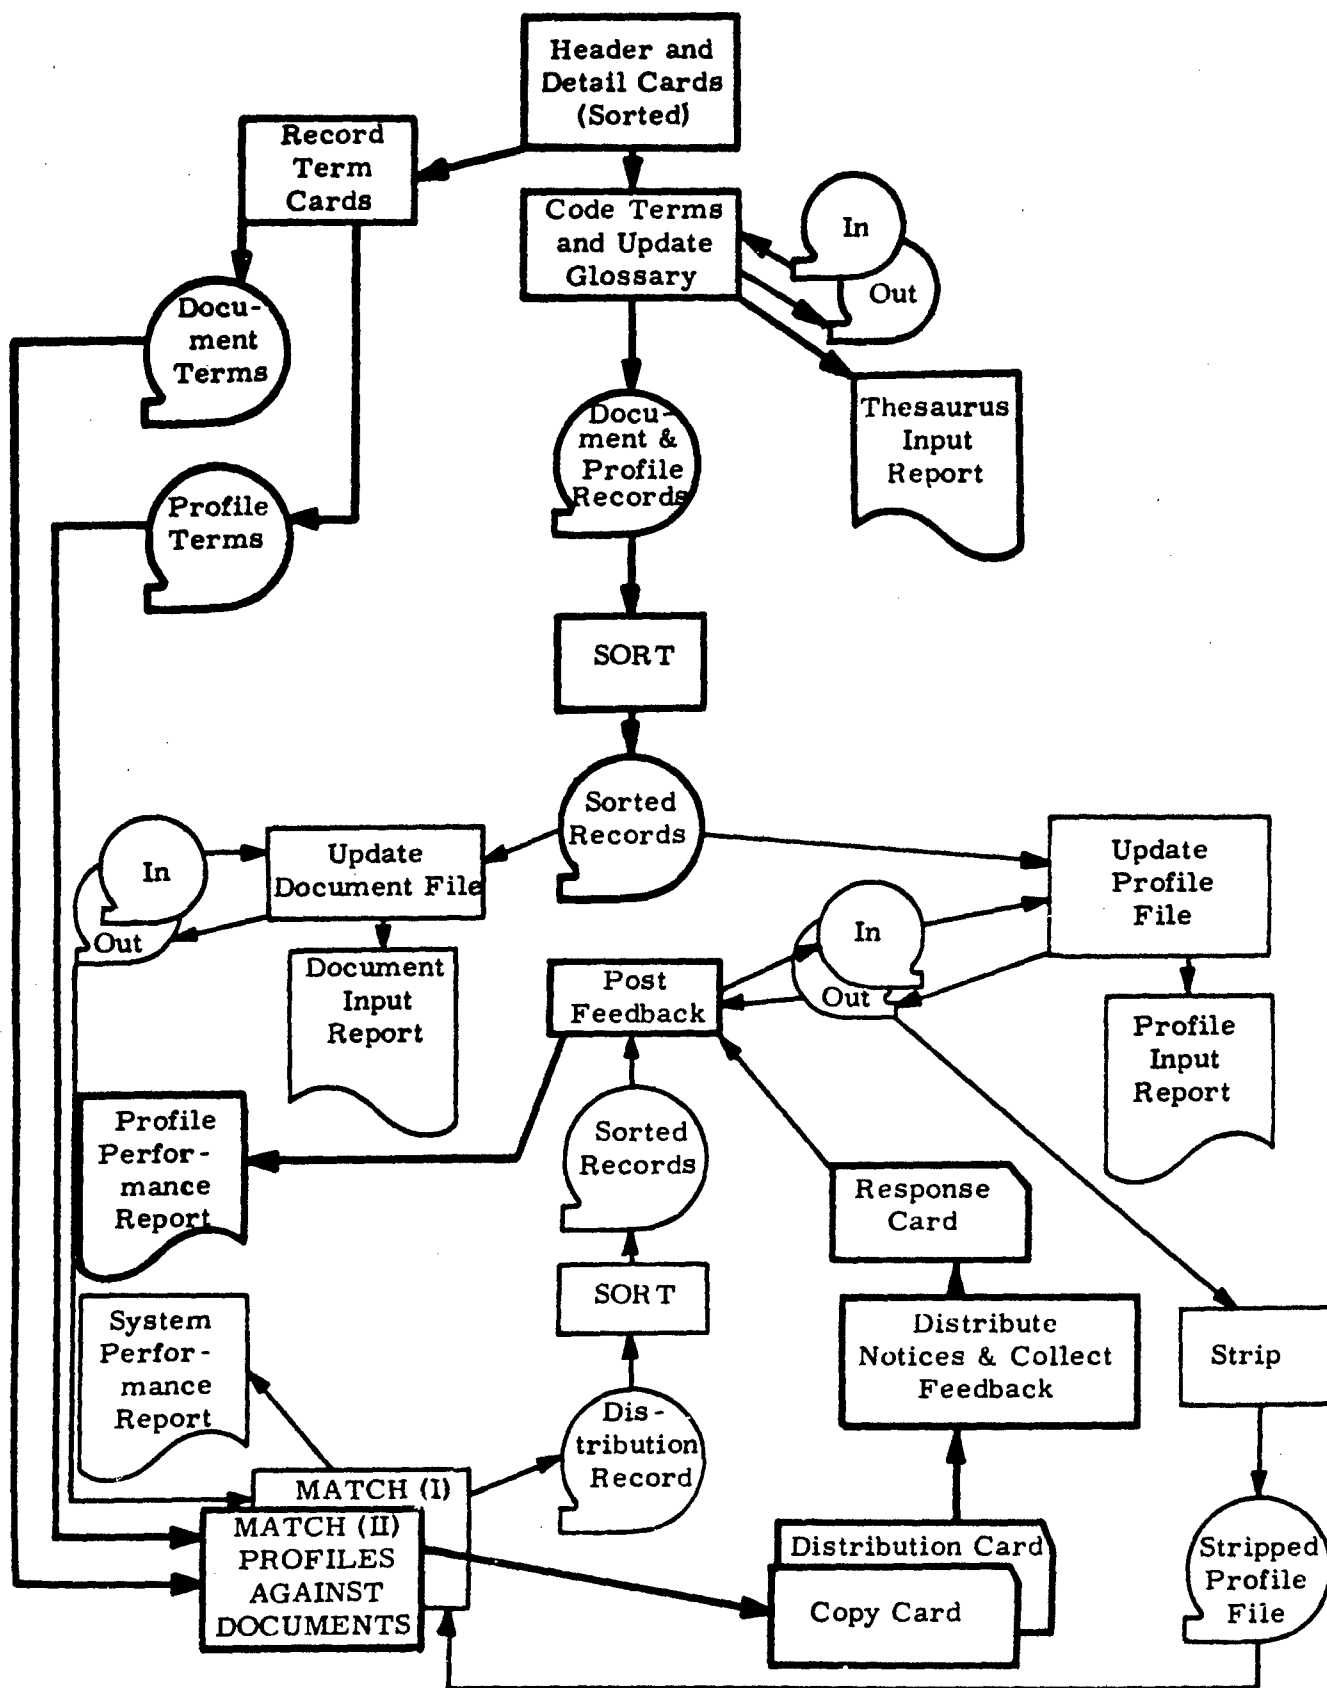 Header and
Detail Cards
(Sorted)
Record
Term
Cards
Code Terms
and Update
Glossary
In
Out
Docu-
ment
Terms
Thesaurus
Input
Report
Docu-
ment &
Profile
Records
Profile
Terms
SORT
Sorted
Records
In
Out
Update
Document File
Update
Profile
File
In
Out
Document
Input
Report
Post
Feedback
Profile
Input
Report
Profile
Perfor-
mance
Report
Sorted
Records
Response
Card
SORT
System
Perfor-
mance
Report
Distribute
Notices & Collect
Feedback
Strip
Dis-
tribution
Record
MATCH (I)
MATCH (II)
PROFILES
AGAINST
DOCUMENTS
Distribution Card
Copy Card
Stripped
Profile
File